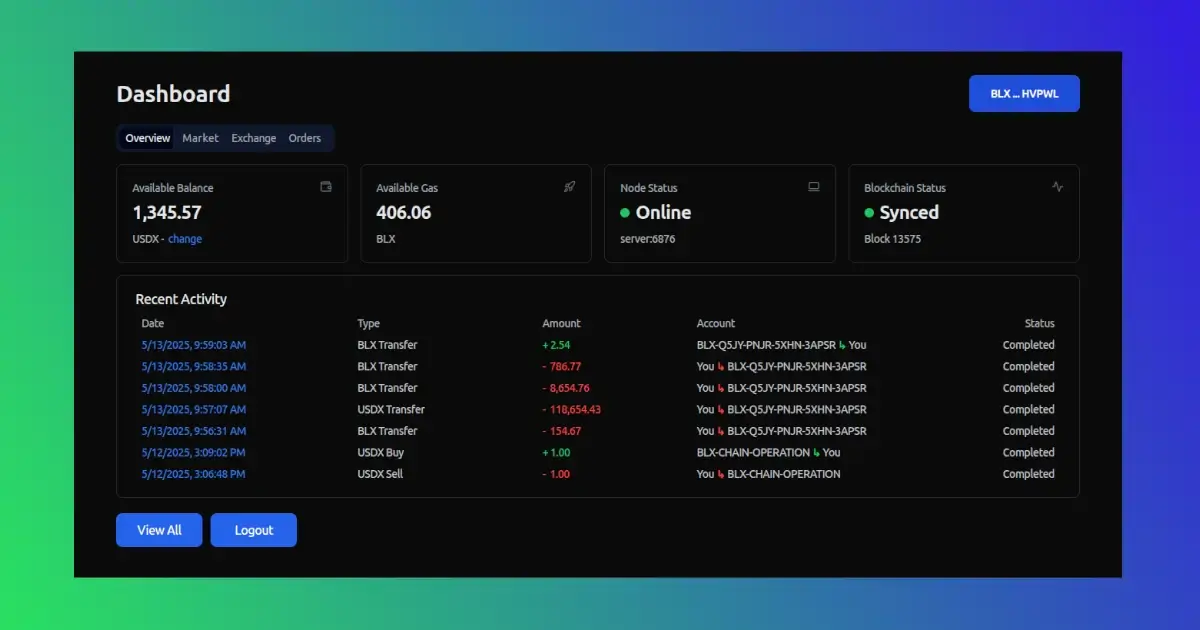 Dashboard
BLX ... HVPWL
Overview Market Exchange Orders
Available Balance
1,345.57
USDX - change
Available Gas
406.06
BLX
Node Status
Online
server:6876
Blockchain Status
Synced
Block 13575
Recent Activity
Date Type Amount Account Status
5/13/2025, 9:59:03 AM BLX Transfer + 2.54 BLX-Q5JY-PNJR-5XHN-3APSR ↳ You Completed
5/13/2025, 9:58:35 AM BLX Transfer - 786.77 You ↳ BLX-Q5JY-PNJR-5XHN-3APSR Completed
5/13/2025, 9:58:00 AM BLX Transfer - 8,654.76 You ↳ BLX-Q5JY-PNJR-5XHN-3APSR Completed
5/13/2025, 9:57:07 AM USDX Transfer - 118,654.43 You ↳ BLX-Q5JY-PNJR-5XHN-3APSR Completed
5/13/2025, 9:56:31 AM BLX Transfer - 154.67 You ↳ BLX-Q5JY-PNJR-5XHN-3APSR Completed
5/12/2025, 3:09:02 PM USDX Buy + 1.00 BLX-CHAIN-OPERATION ↳ You Completed
5/12/2025, 3:06:48 PM USDX Sell - 1.00 You ↳ BLX-CHAIN-OPERATION Completed
View All Logout